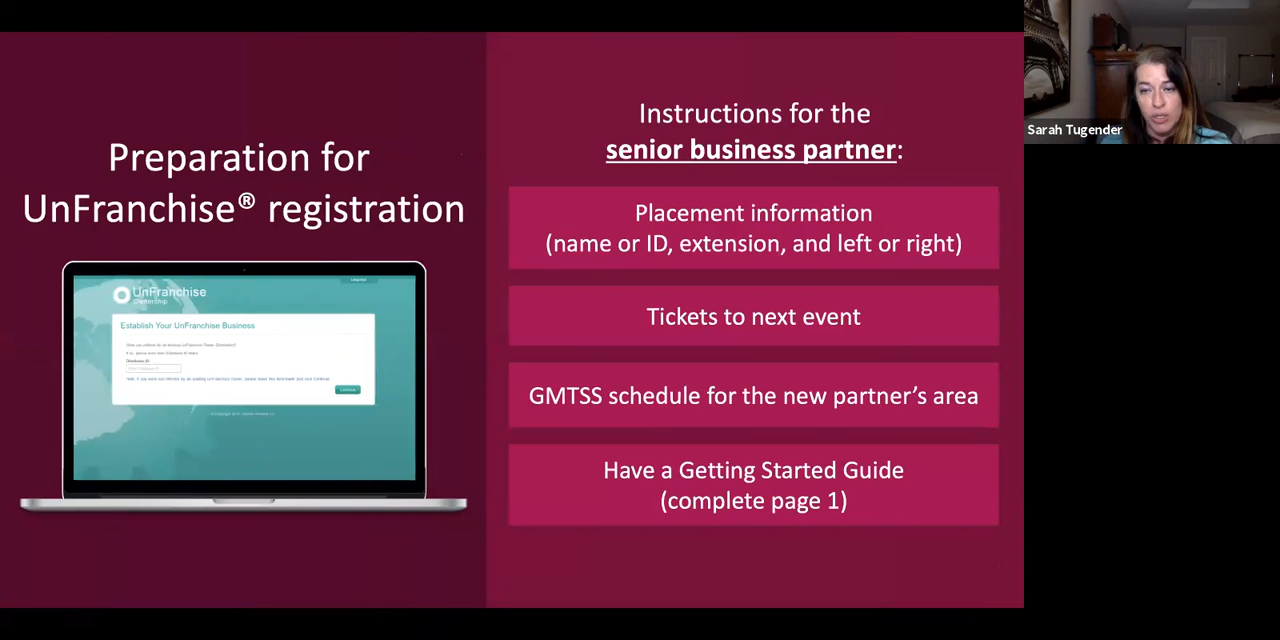 Preparation for
UnFranchise® registration
UnFranchise
Ownership
Establish Your UnFranchise Business
Instructions for the
senior business partner:
Placement information
(name or ID, extension, and left or right)
Tickets to next event
GMTSS schedule for the new partner's area
Have a Getting Started Guide
(complete page 1)
Sarah Tugender